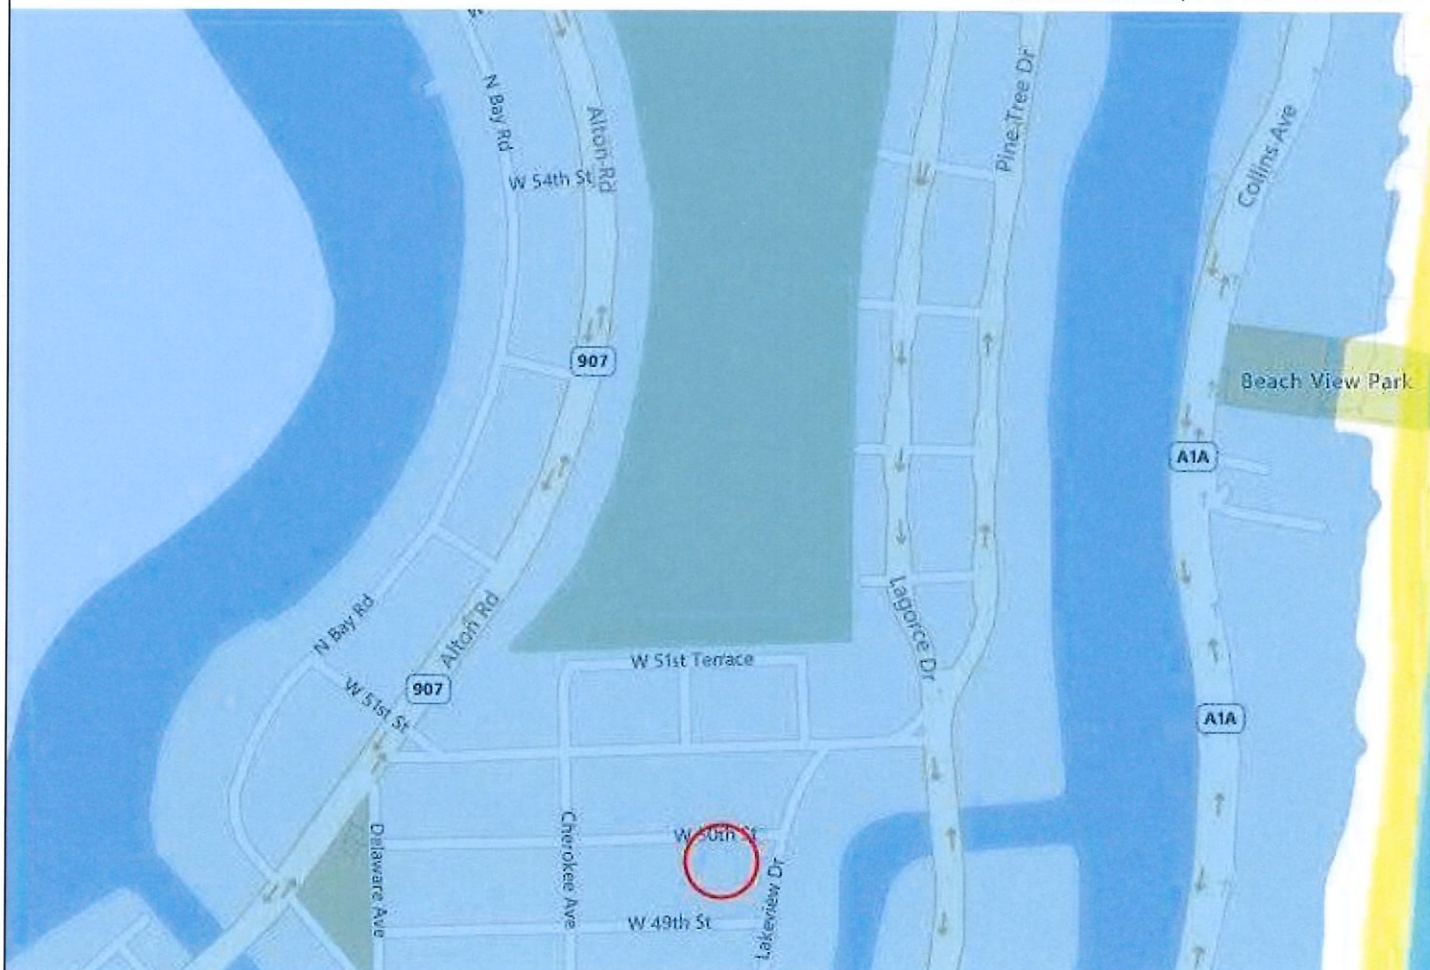 N Bay Rd
Alton Rd
W 54th St
Pine Tree Dr
Collins Ave
907
Beach View Park
A1A
Lagorce Dr
N Bay Rd
Alton Rd
W 51st Terrace
907
W 51st St
A1A
W 50th St
Delaware Ave
Cherokee Ave
Lakeview Dr
W 49th St